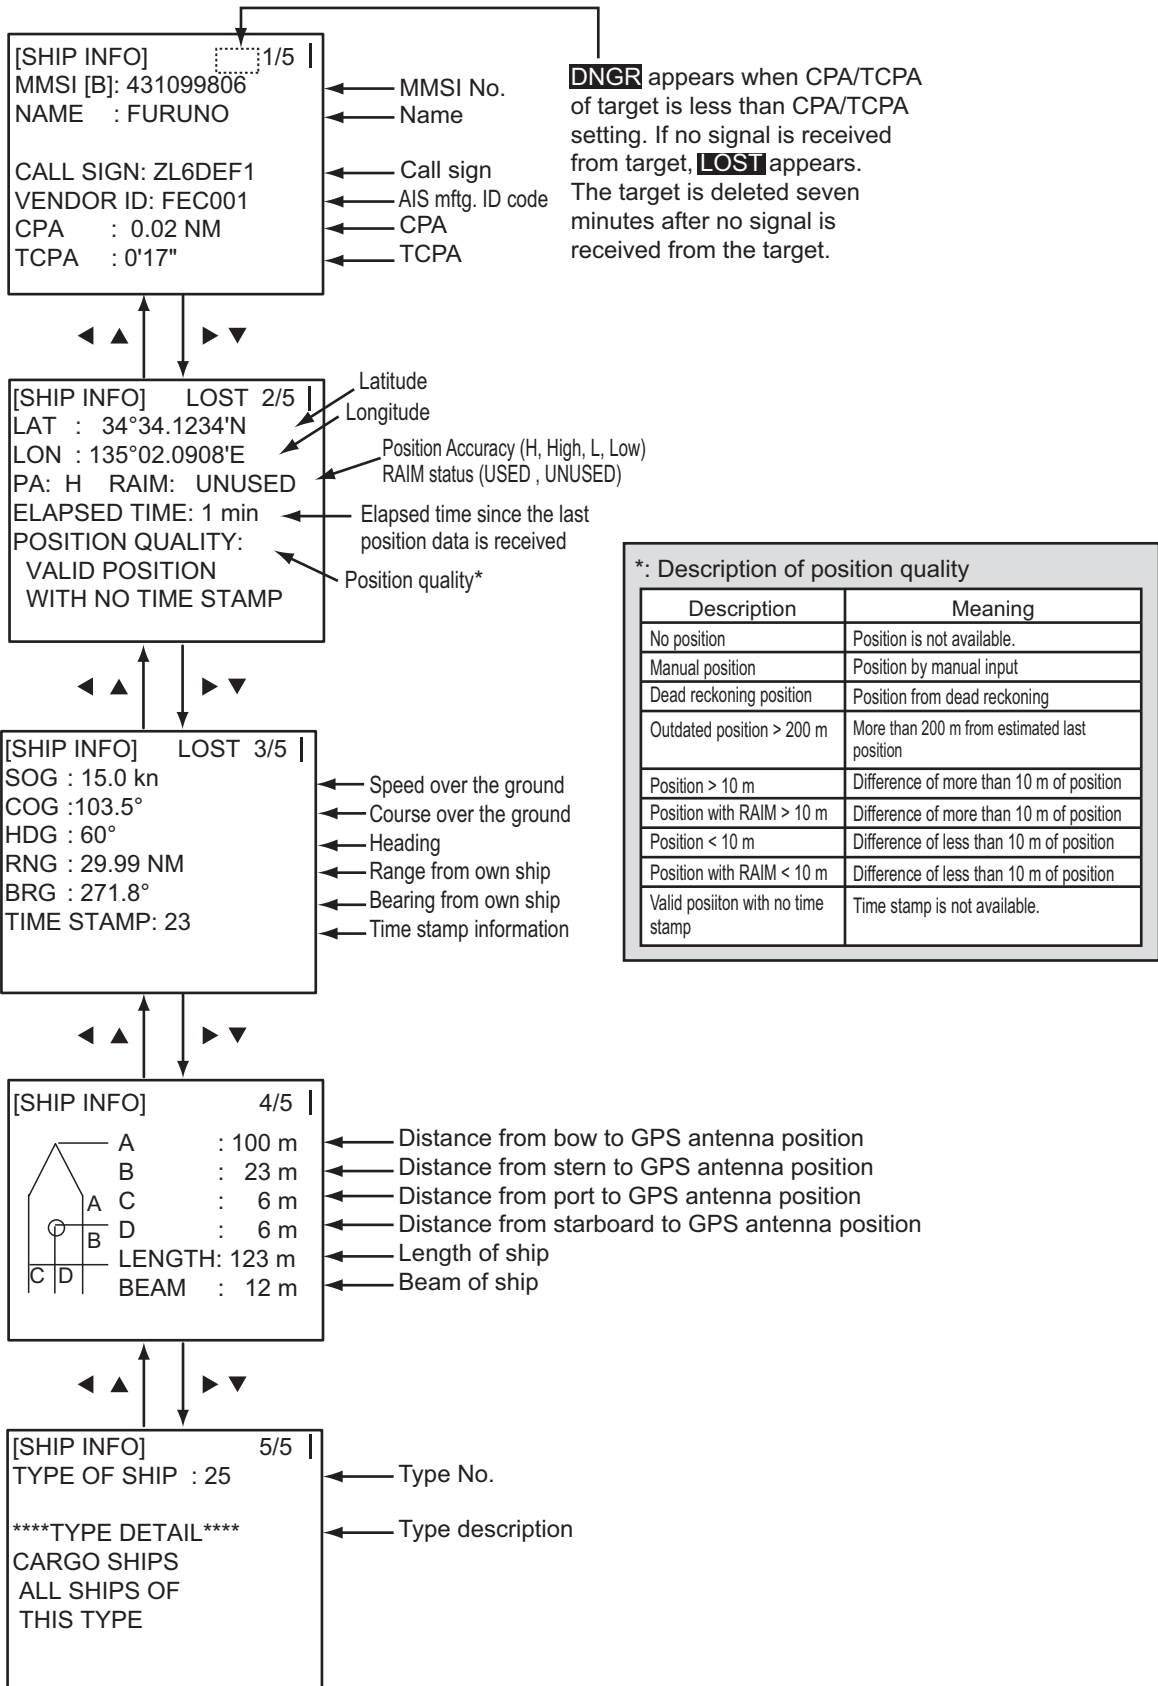 [SHIP INFO] 1/5
MMSI [B]: 431099806
NAME : FURUNO
CALL SIGN: ZL6DEF1
VENDOR ID: FEC001
CPA : 0.02 NM
TCPA : 0'17"
MMSI No.
Name
Call sign
AIS mftg. ID code
CPA
TCPA
DNGR appears when CPA/TCPA
of target is less than CPA/TCPA
setting. If no signal is received
from target, LOST appears.
The target is deleted seven
minutes after no signal is
received from the target.
[SHIP INFO] LOST 2/5
LAT : 34°34.1234'N
LON : 135°02.0908'E
PA: H RAIM: UNUSED
ELAPSED TIME: 1 min
POSITION QUALITY:
VALID POSITION
WITH NO TIME STAMP
Latitude
Longitude
Position Accuracy (H, High, L, Low)
RAIM status (USED , UNUSED)
Elapsed time since the last
position data is received
Position quality*
*: Description of position quality
Description Meaning
No position Position is not available.
Manual position Position by manual input
Dead reckoning position Position from dead reckoning
Outdated position > 200 m More than 200 m from estimated last
position
Position > 10 m Difference of more than 10 m of position
Position with RAIM > 10 m Difference of more than 10 m of position
Position < 10 m Difference of less than 10 m of position
Position with RAIM < 10 m Difference of less than 10 m of position
Valid posiiton with no time Time stamp is not available.
stamp
[SHIP INFO] LOST 3/5
SOG : 15.0 kn
COG :103.5°
HDG : 60°
RNG : 29.99 NM
BRG : 271.8°
TIME STAMP: 23
Speed over the ground
Course over the ground
Heading
Range from own ship
Bearing from own ship
Time stamp information
[SHIP INFO] 4/5
A : 100 m
B : 23 m
C : 6 m
D : 6 m
LENGTH: 123 m
BEAM : 12 m
A
B
C D
Distance from bow to GPS antenna position
Distance from stern to GPS antenna position
Distance from port to GPS antenna position
Distance from starboard to GPS antenna position
Length of ship
Beam of ship
[SHIP INFO] 5/5
TYPE OF SHIP : 25
****TYPE DETAIL****
CARGO SHIPS
ALL SHIPS OF
THIS TYPE
Type No.
Type description